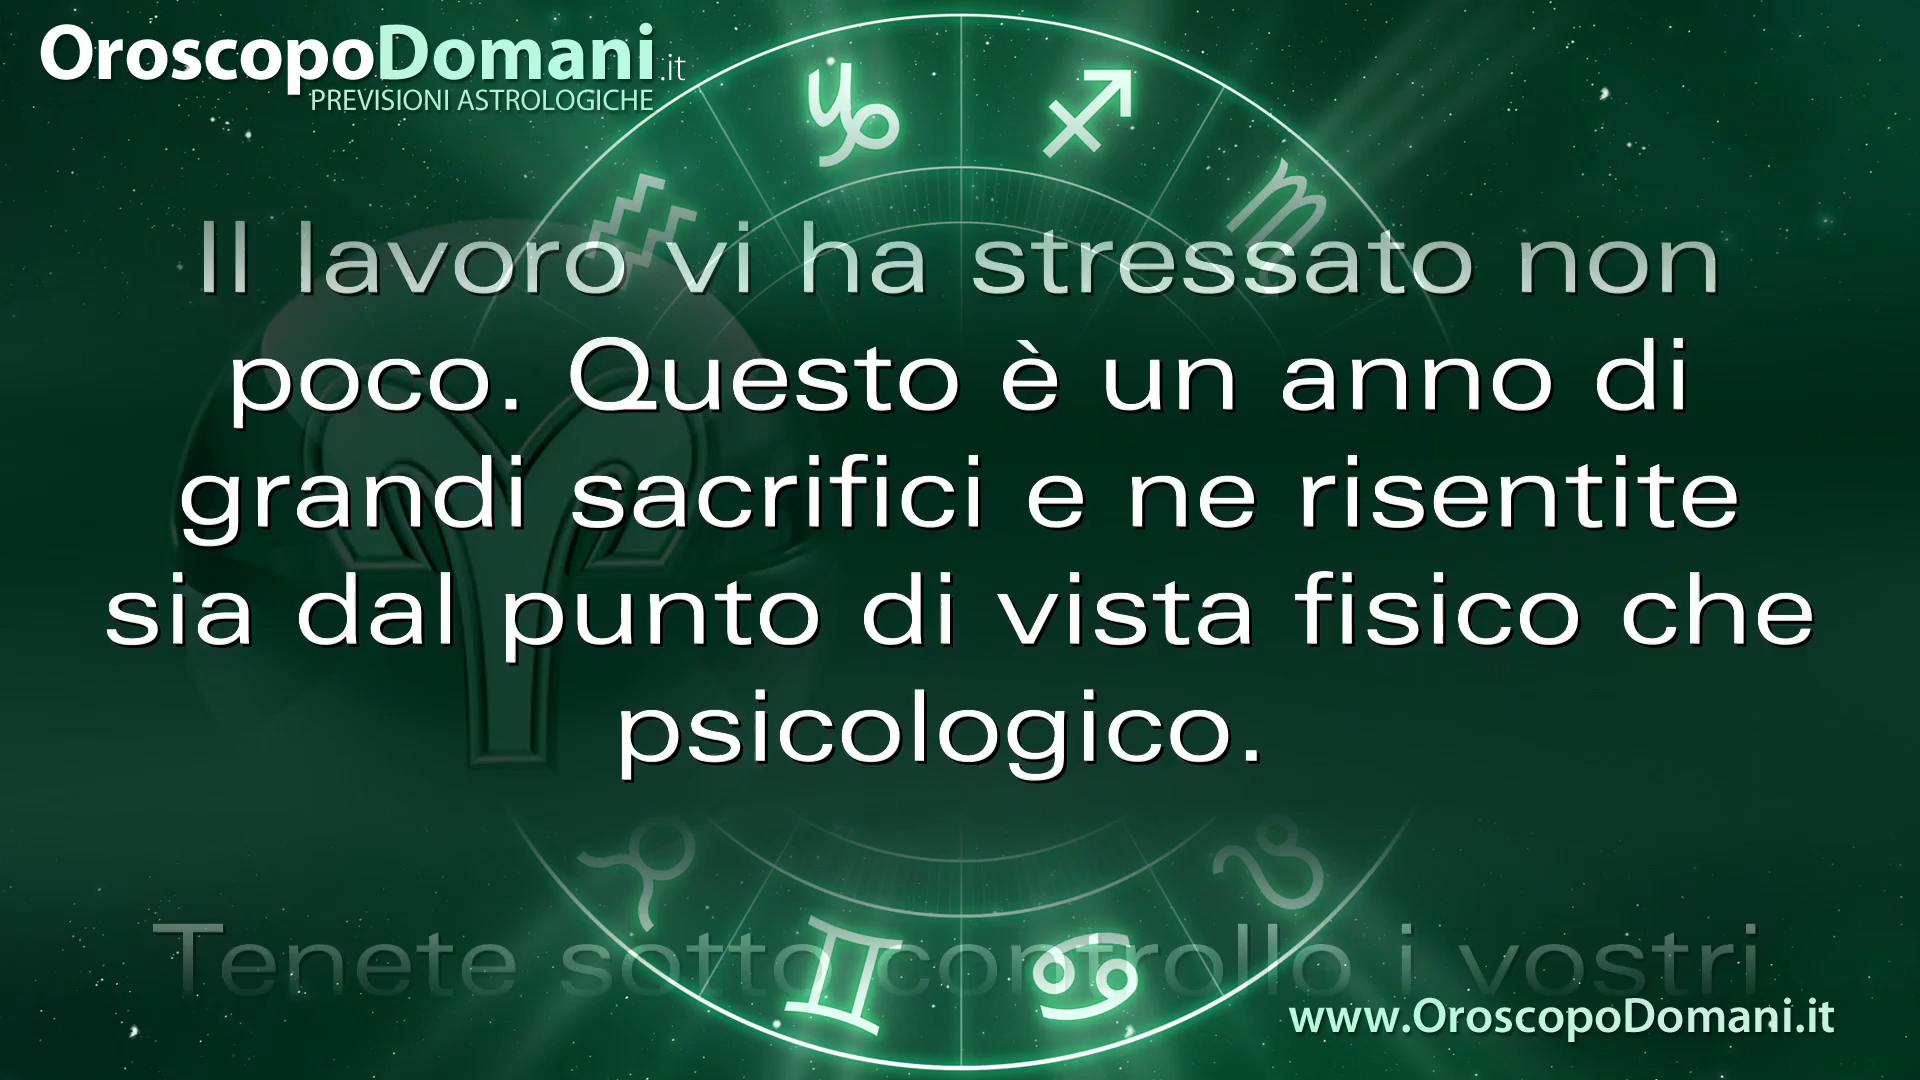 OroscopoDomani.it
PREVISIONI ASTROLOGICHE
Il lavoro vi ha stressato non
poco. Questo è un anno di
grandi sacrifici e ne risentite
sia dal punto di vista fisico che
psicologico.
Tenete sotto controllo i vostri
www.OroscopoDomani.it